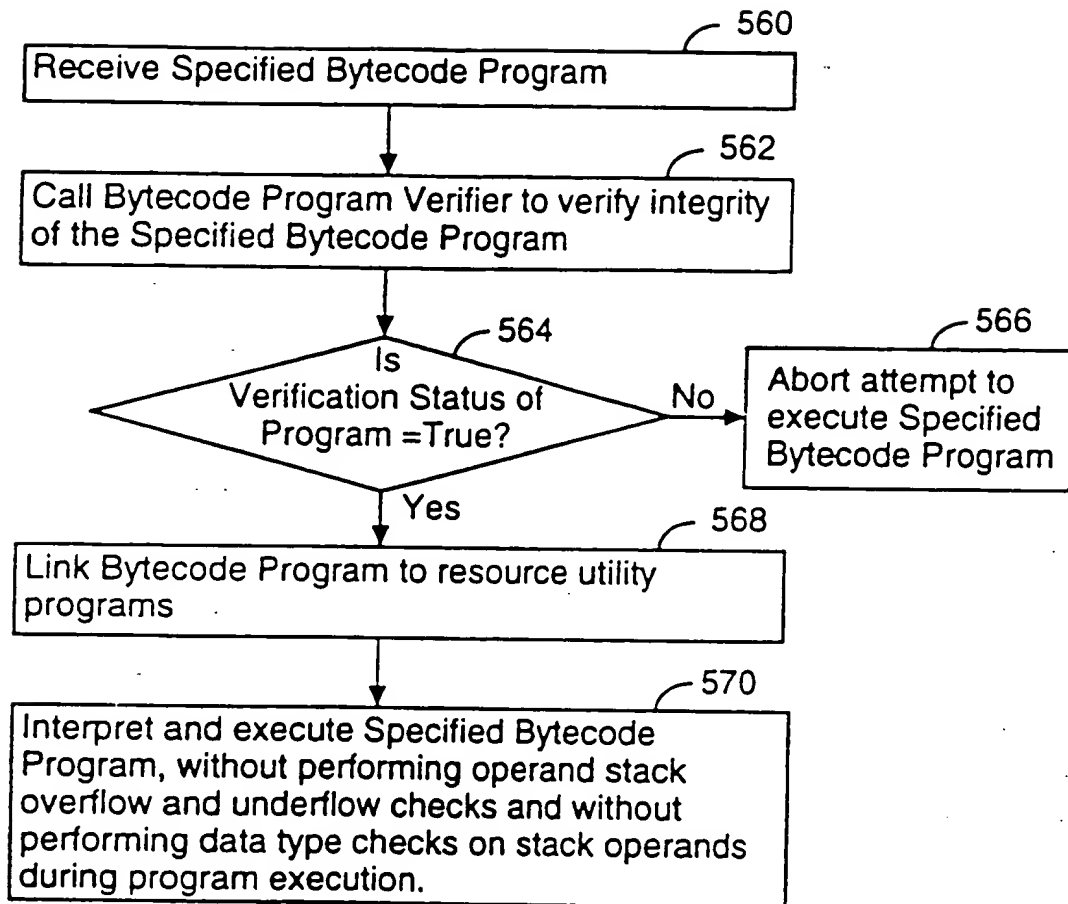 560
Receive Specified Bytecode Program
562
Call Bytecode Program Verifier to verify integrity
of the Specified Bytecode Program
564
Is
Verification Status of
Program =True?
No
566
Abort attempt to
execute Specified
Bytecode Program
Yes
568
Link Bytecode Program to resource utility
programs
570
Interpret and execute Specified Bytecode
Program, without performing operand stack
overflow and underflow checks and without
performing data type checks on stack operands
during program execution.